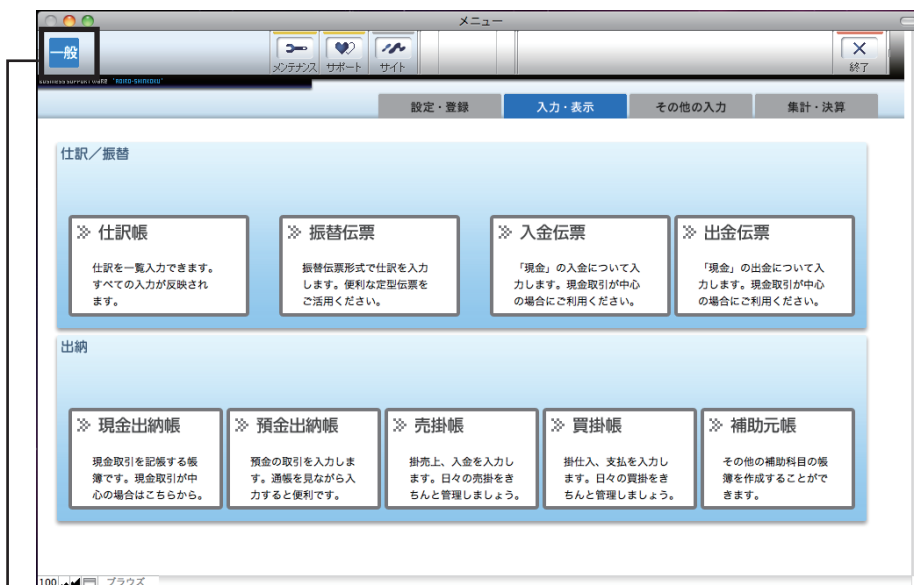 メニュー
一般
メンテナンス サポート サイト
終了
設定・登録 入力・表示 その他の入力 集計・決算
仕訳／振替
仕訳帳
仕訳を一覧入力できます。
すべての入力が反映され
ます。
振替伝票
振替伝票形式で仕訳を入力
します。便利な定型伝票を
ご活用ください。
入金伝票
「現金」の入金について入
力します。現金取引が中心
の場合にご利用ください。
出金伝票
「現金」の出金について入
力します。現金取引が中心
の場合にご利用ください。
出納
現金出納帳
現金取引を記帳する帳
簿です。現金取引が中
心の場合はこちらから。
預金出納帳
預金の取引を入力しま
す。通帳を見ながら入
力すると便利です。
売掛帳
掛売上、入金を入力し
ます。日々の売掛をき
ちんと管理しましょう。
買掛帳
掛仕入、支払を入力し
ます。日々の買掛をき
ちんと管理しましょう。
補助元帳
その他の補助科目の帳
簿を作成することがで
きます。
100 ブラウズ